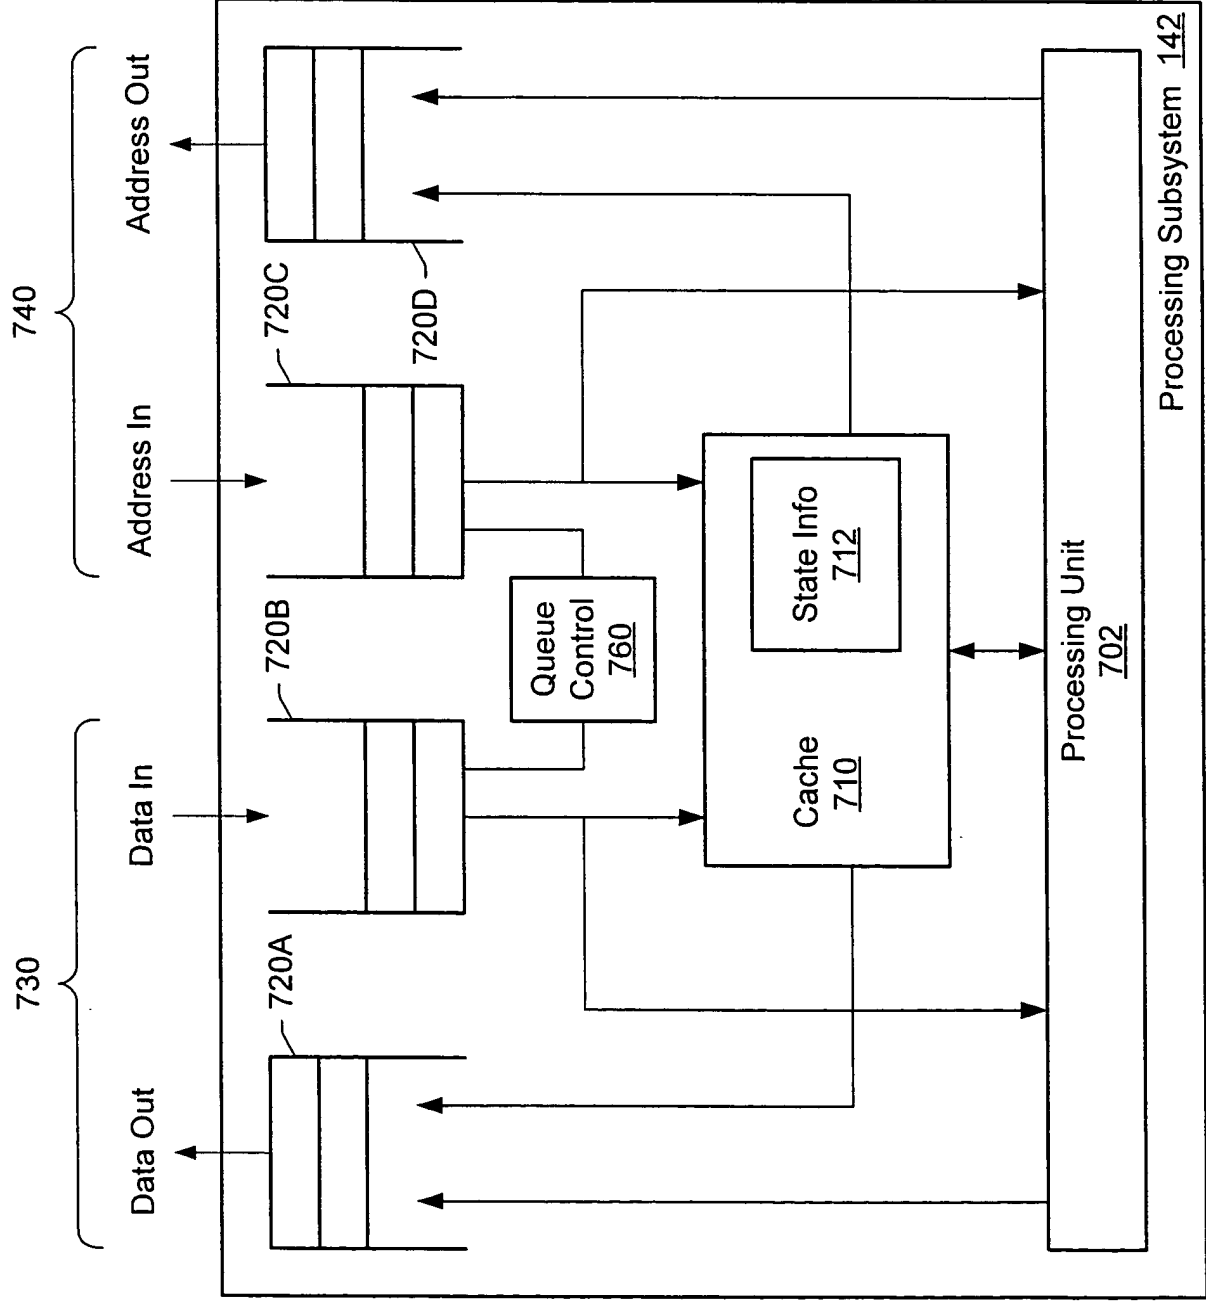 730
740
Data Out
Data In
Address In
Address Out
720A
720B
720C
720D
Queue
Control
760
Cache
710
State Info
712
Processing Unit
702
Processing Subsystem 142